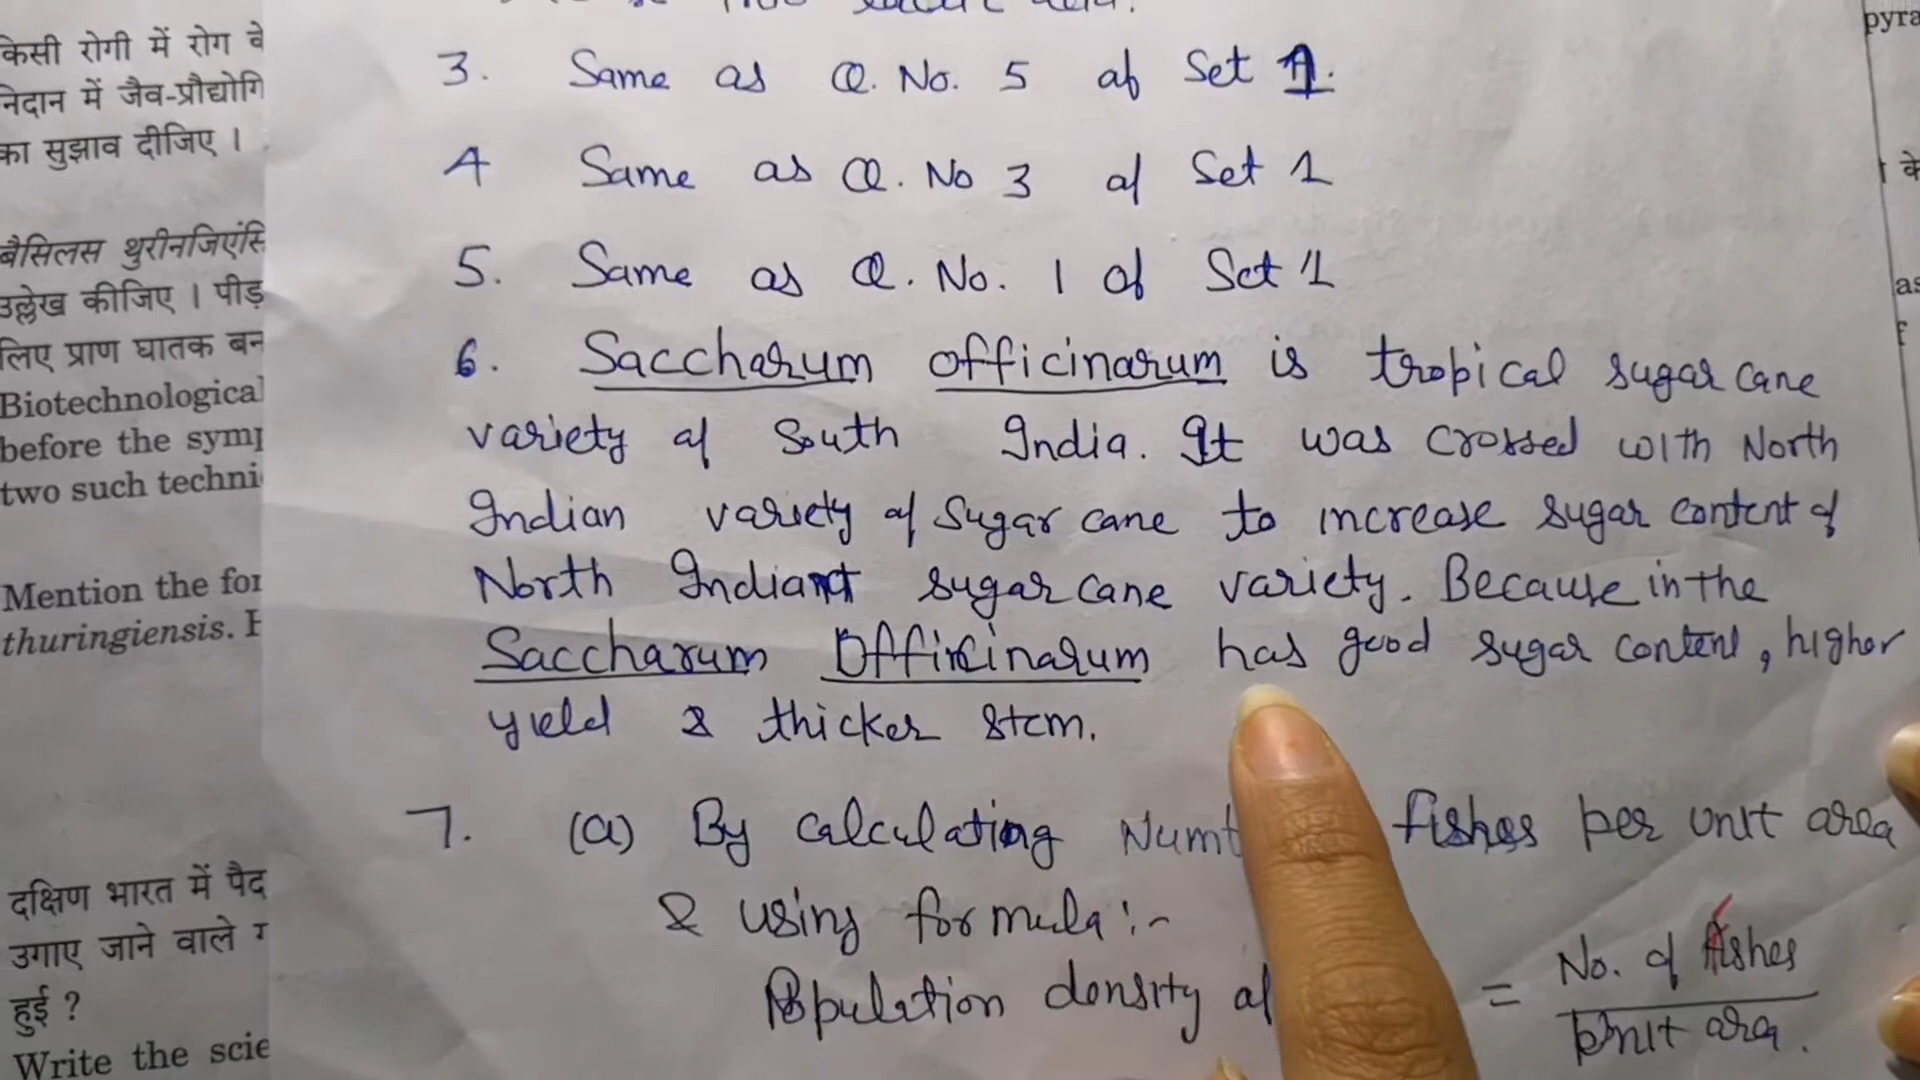 किसी रोगी में रोग के
निदान में जैव-प्रौद्योगि
का सुझाव दीजिए ।
बैसिलस थुरीनजिएंसि
उल्लेख कीजिए । पीड़
लिए प्राण घातक बन
Biotechnological
before the symp
two such techni
Mention the for
thuringiensis. H
दक्षिण भारत में पैद
उगाए जाने वाले ग
हुई ?
Write the scie
3. Same as Q. No. 5 of Set 1.
4 Same as Q. No 3 of Set 1
5. Same as Q. No. 1 of Set 1
6. Saccharum officinarum is tropical sugar cane
variety of South India. It was crossed with North
Indian variety of sugar cane to increase sugar content of
North Indian sugar cane variety. Because in the
Saccharum Officinarum has good sugar content, higher
yield & thicker stem.
7. (a) By calculating Numb fishes per unit area
& using formula :-
Population density of = No. of fishes
Unit area.
pyra
के
as
f